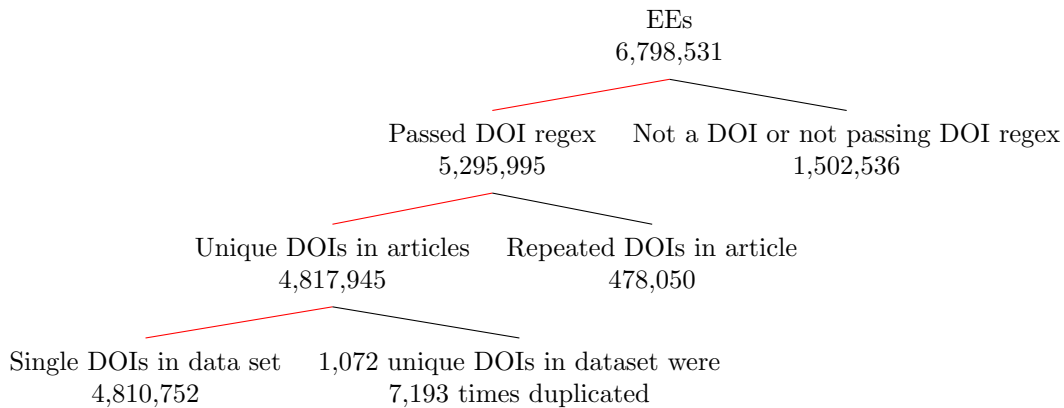 EEs
6,798,531
Passed DOI regex
5,295,995
Not a DOI or not passing DOI regex
1,502,536
Unique DOIs in articles
4,817,945
Repeated DOIs in article
478,050
Single DOIs in data set
4,810,752
1,072 unique DOIs in dataset were
7,193 times duplicated